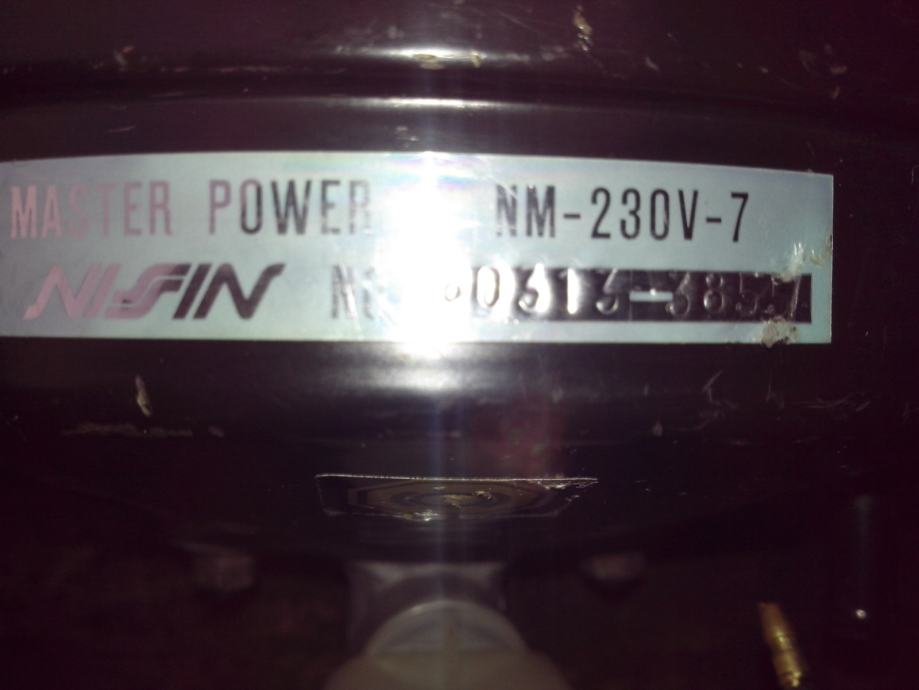 MASTER POWER NM-230V-7
NISSIN